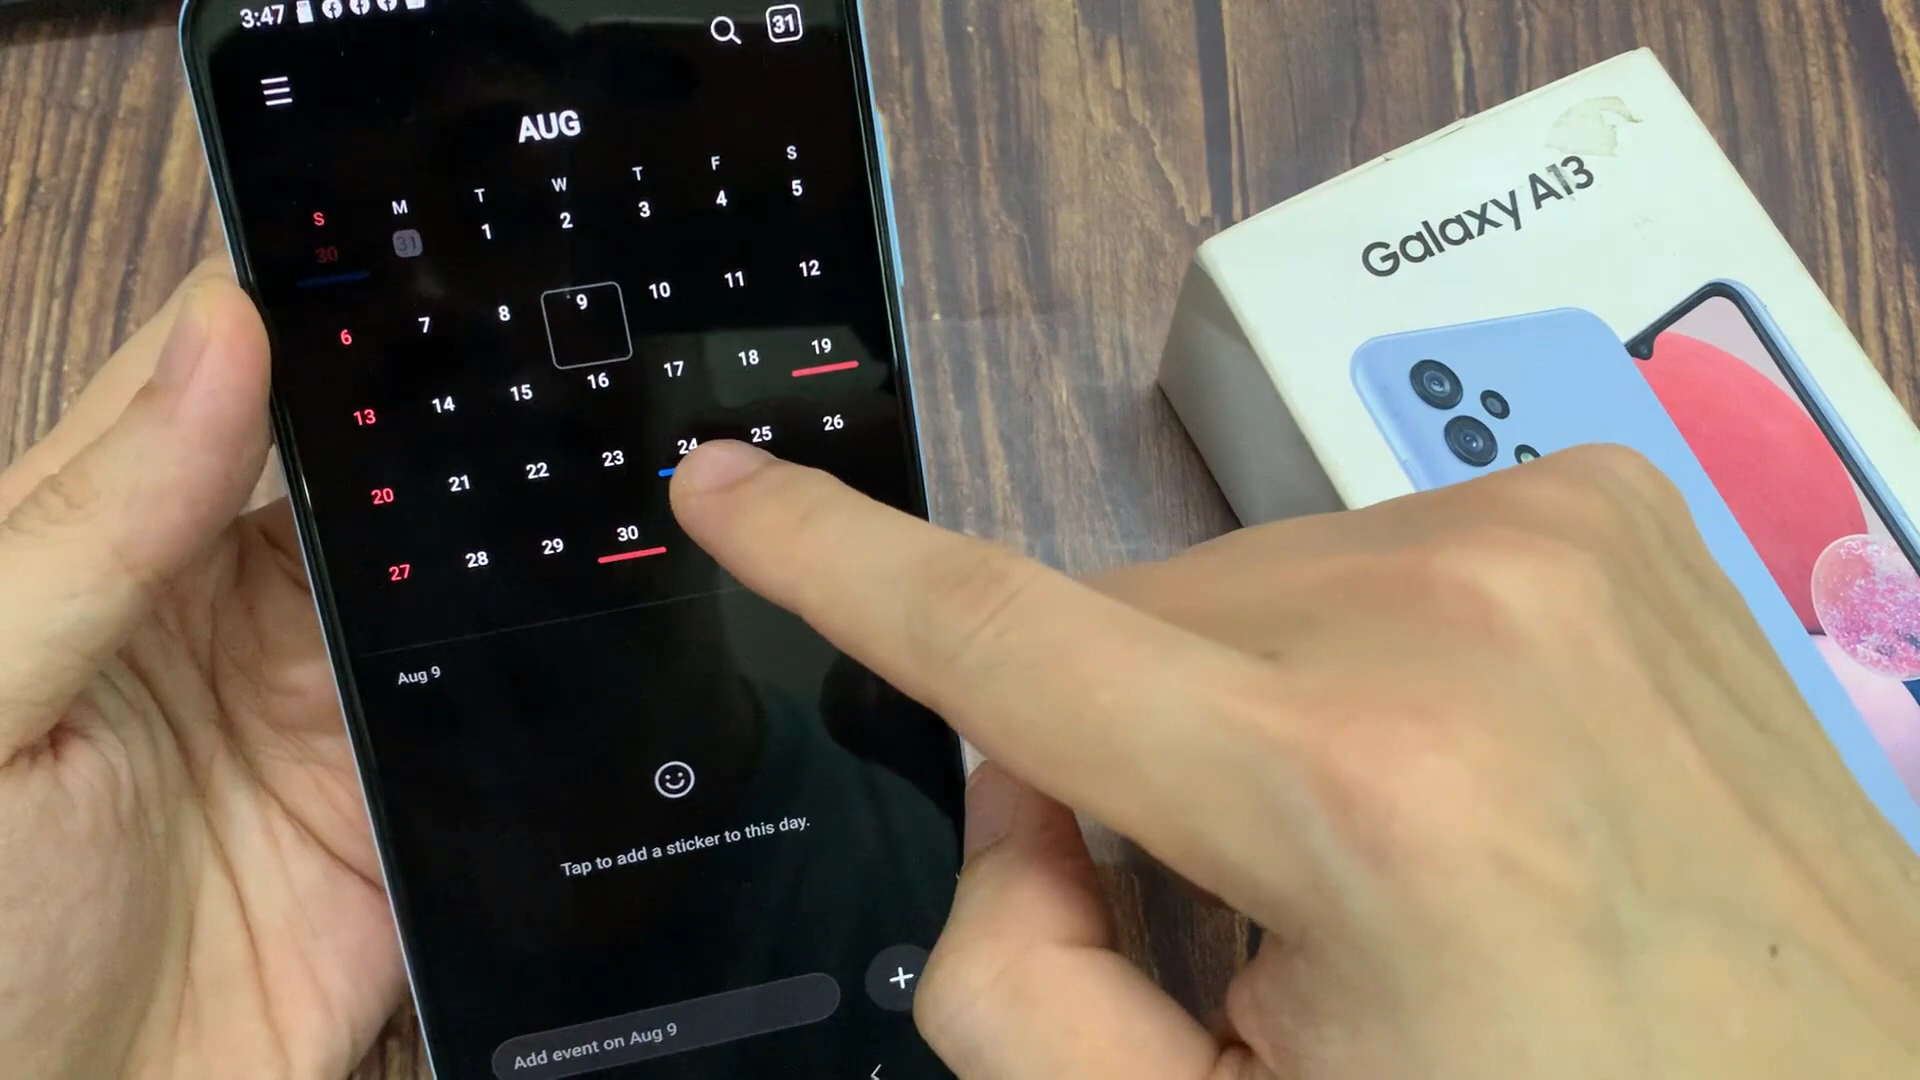 3:47
31
AUG
S M T W T F S
30 31 1 2 3 4 5
6 7 8 9 10 11 12
13 14 15 16 17 18 19
20 21 22 23 24 25 26
27 28 29 30
Aug 9
Tap to add a sticker to this day.
Add event on Aug 9
Galaxy A13